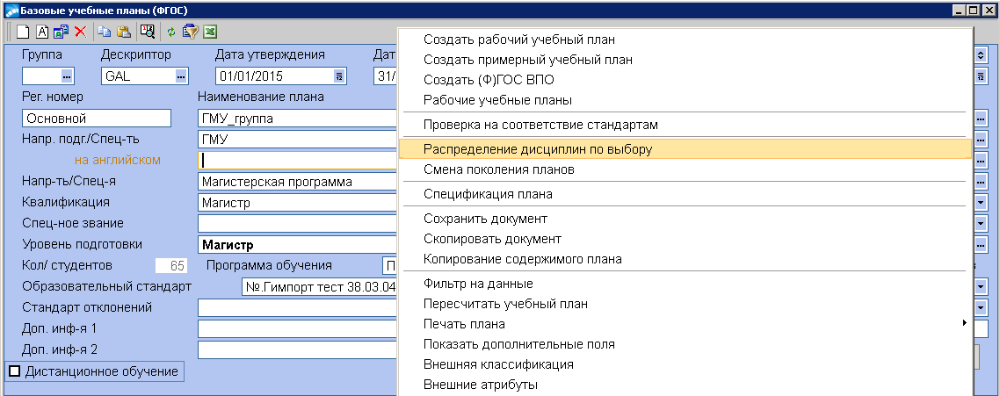 Базовые учебные планы (ФГОС)
Группа Дескриптор Дата утверждения Дат
GAL 01/01/2015 31/
Рег. номер Наименование плана
Основной ГМУ_группа
Напр. подг./Спец-ть ГМУ
на английском
Напр-ть/Спец-я Магистерская программа
Квалификация Магистр
Спец-ное звание
Уровень подготовки Магистр
Кол/ студентов 65 Программа обучения П
Образовательный стандарт №.Гимпорт тест 38.03.04
Стандарт отклонений
Доп. инф-я 1
Доп. инф-я 2
Дистанционное обучение
Создать рабочий учебный план
Создать примерный учебный план
Создать (Ф)ГОС ВПО
Рабочие учебные планы
Проверка на соответствие стандартам
Распределение дисциплин по выбору
Смена поколения планов
Спецификация плана
Сохранить документ
Скопировать документ
Копирование содержимого плана
Фильтр на данные
Пересчитать учебный план
Печать плана
Показать дополнительные поля
Внешняя классификация
Внешние атрибуты